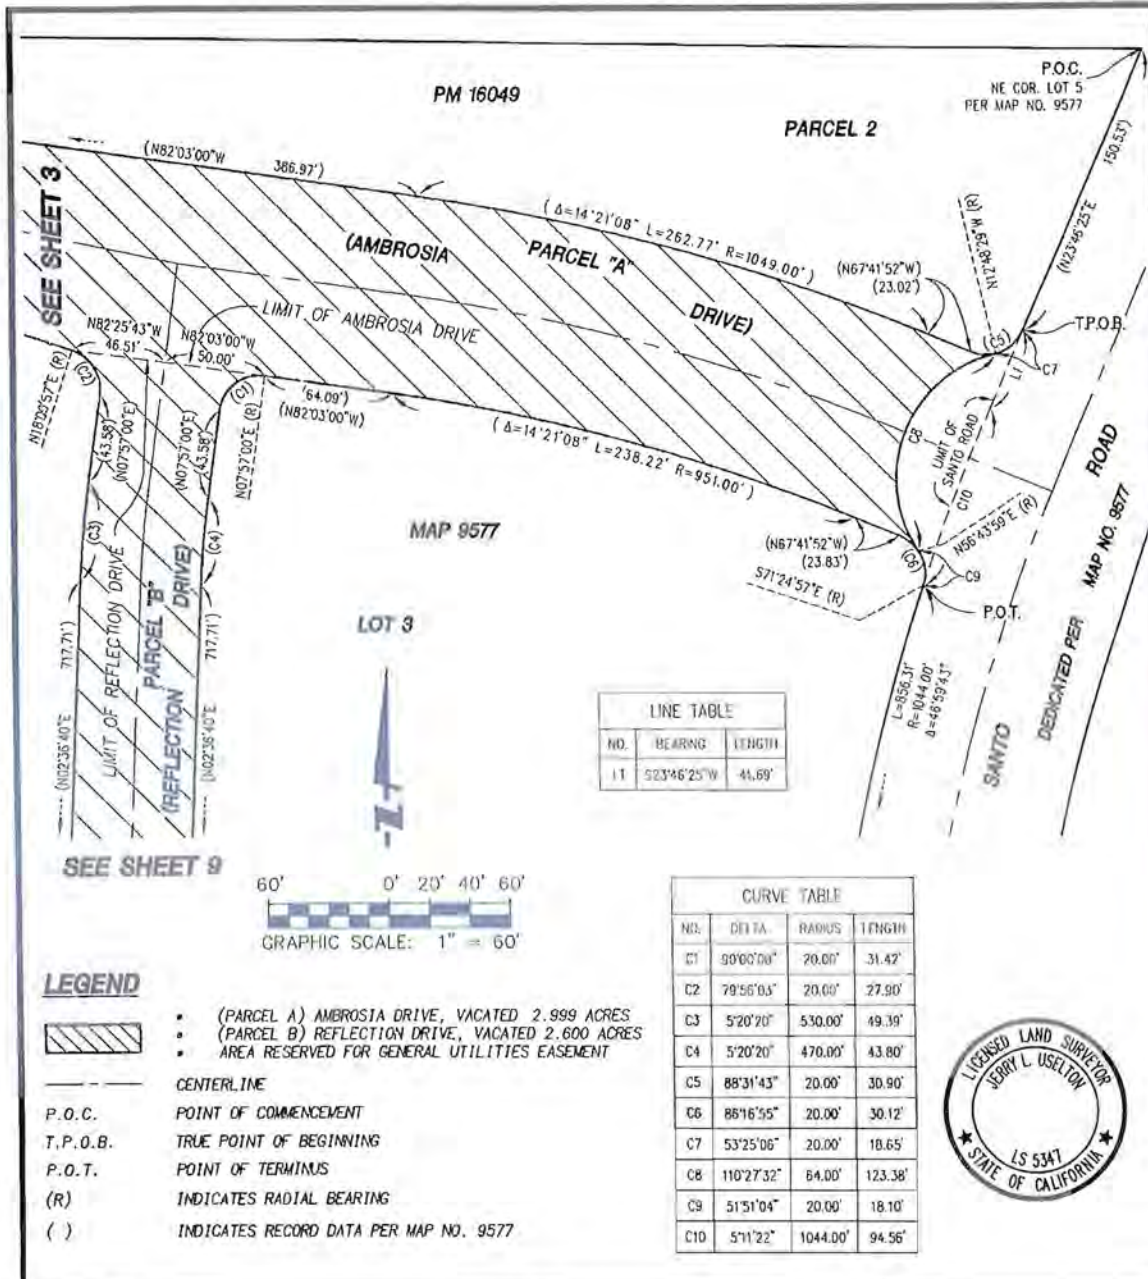 PM 16049
PARCEL 2
P.O.C.
NE COR. LOT 5
PER MAP NO. 9577
150.53')
(N23°46'25"E
(N82°03'00"W 386.97')
( Δ=14°21'08" L=262.77' R=1049.00')
N12°48'29"W (R)
(N67°41'52"W)
(23.02')
T.P.O.B.
(C5)
C7
L1
SEE SHEET 3
(AMBROSIA
PARCEL "A"
DRIVE)
LIMIT OF AMBROSIA DRIVE
N82°25'43"W
46.51'
N82°03'00"W
50.00'
(C2)
(C1)
64.09')
(N82°03'00"W)
( Δ=14°21'08" L=238.22' R=951.00')
N18°09'57"E (R)
(43.58')
(N07°57'00"E)
(N07°57'00"E)
(43.58')
N07°57'00"E (R)
C8
LIMIT OF
SANTO ROAD
C10
N56°43'59"E (R)
(C3)
(C4)
MAP 9577
(N67°41'52"W)
(23.83')
(C6)
C9
S71°24'57"E (R)
P.O.T.
ROAD
MAP NO. 9577
DEDICATED PER
SANTO
LOT 3
717.71')
(N02°36'40"E
LIMIT OF REFLECTION DRIVE
PARCEL "B"
(REFLECTION DRIVE)
717.71')
(N02°36'40"E
L=856.31'
R=1044.00'
Δ=46°59'43"
LINE TABLE
NO. BEARING LENGTH
L1 S23°46'25"W 41.69'
SEE SHEET 9
60' 0' 20' 40' 60'
GRAPHIC SCALE: 1" = 60'
CURVE TABLE
NO. DELTA RADIUS LENGTH
C1 90°00'00" 20.00' 31.42'
C2 79°56'03" 20.00' 27.90'
C3 5°20'20" 530.00' 49.39'
C4 5°20'20" 470.00' 43.80'
C5 88°31'43" 20.00' 30.90'
C6 86°16'55" 20.00' 30.12'
C7 53°25'06" 20.00' 18.65'
C8 110°27'32" 64.00' 123.38'
C9 51°51'04" 20.00' 18.10'
C10 5°11'22" 1044.00' 94.56'
LEGEND
• (PARCEL A) AMBROSIA DRIVE, VACATED 2.999 ACRES
• (PARCEL B) REFLECTION DRIVE, VACATED 2.600 ACRES
• AREA RESERVED FOR GENERAL UTILITIES EASEMENT
CENTERLINE
P.O.C. POINT OF COMMENCEMENT
T.P.O.B. TRUE POINT OF BEGINNING
P.O.T. POINT OF TERMINUS
(R) INDICATES RADIAL BEARING
( ) INDICATES RECORD DATA PER MAP NO. 9577
LICENSED LAND SURVEYOR
JERRY L. USELTON
LS 5347
STATE OF CALIFORNIA